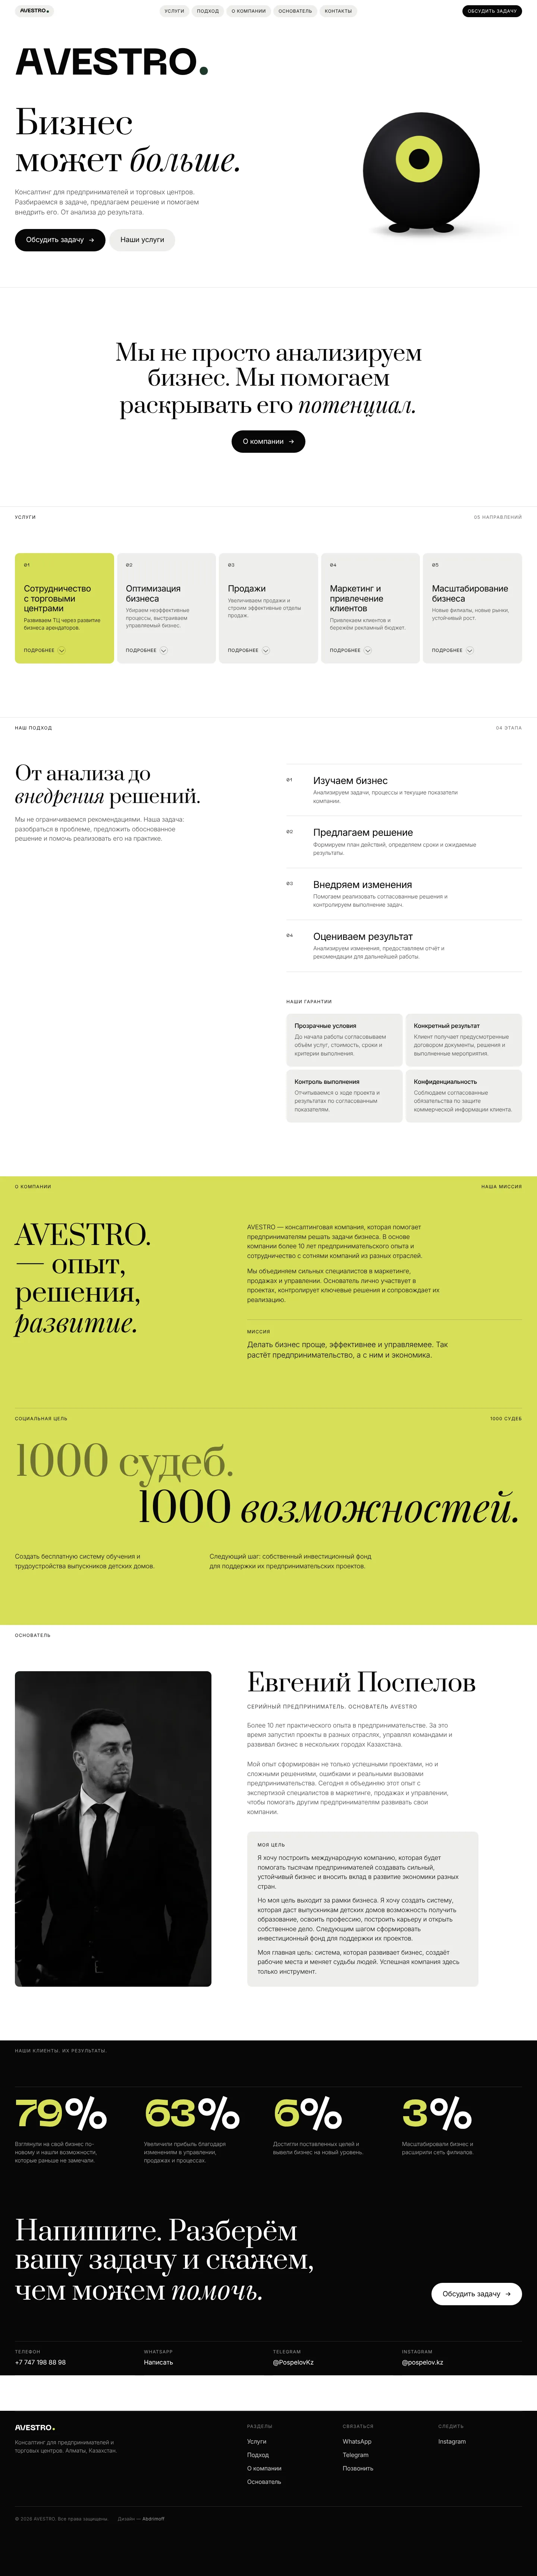 AVESTRO.
УСЛУГИ
ПОДХОД
О КОМПАНИИ
ОСНОВАТЕЛЬ
КОНТАКТЫ
ОБСУДИТЬ ЗАДАЧУ
AVESTRO.
Бизнес
может больше.
Консалтинг для предпринимателей и торговых центров.
Разбираемся в задаче, предлагаем решение и помогаем
внедрить его. От анализа до результата.
Обсудить задачу →
Наши услуги
Мы не просто анализируем
бизнес. Мы помогаем
раскрывать его потенциал.
О компании →
УСЛУГИ
05 НАПРАВЛЕНИЙ
01
Сотрудничество
с торговыми
центрами
Развиваем ТЦ через развитие
бизнеса арендаторов.
ПОДРОБНЕЕ
02
Оптимизация
бизнеса
Убираем неэффективные
процессы, выстраиваем
управляемый бизнес.
ПОДРОБНЕЕ
03
Продажи
Увеличиваем продажи и
строим эффективные отделы
продаж.
ПОДРОБНЕЕ
04
Маркетинг и
привлечение
клиентов
Привлекаем клиентов и
бережём рекламный бюджет.
ПОДРОБНЕЕ
05
Масштабирование
бизнеса
Новые филиалы, новые рынки,
устойчивый рост.
ПОДРОБНЕЕ
НАШ ПОДХОД
04 ЭТАПА
От анализа до
внедрения решений.
Мы не ограничиваемся рекомендациями. Наша задача:
разобраться в проблеме, предложить обоснованное
решение и помочь реализовать его на практике.
01
Изучаем бизнес
Анализируем задачи, процессы и текущие показатели
компании.
02
Предлагаем решение
Формируем план действий, определяем сроки и ожидаемые
результаты.
03
Внедряем изменения
Помогаем реализовать согласованные решения и
контролируем выполнение задач.
04
Оцениваем результат
Анализируем изменения, предоставляем отчёт и
рекомендации для дальнейшей работы.
НАШИ ГАРАНТИИ
Прозрачные условия
До начала работы согласовываем
объём услуг, стоимость, сроки и
критерии выполнения.
Конкретный результат
Клиент получает предусмотренные
договором документы, решения и
выполненные мероприятия.
Контроль выполнения
Отчитываемся о ходе проекта и
результатах по согласованным
показателям.
Конфиденциальность
Соблюдаем согласованные
обязательства по защите
коммерческой информации клиента.
О КОМПАНИИ
НАША МИССИЯ
AVESTRO.
— опыт,
решения,
развитие.
AVESTRO — консалтинговая компания, которая помогает
предпринимателям решать задачи бизнеса. В основе
компании более 10 лет предпринимательского опыта и
сотрудничество с сотнями компаний из разных отраслей.
Мы объединяем сильных специалистов в маркетинге,
продажах и управлении. Основатель лично участвует в
проектах, контролирует ключевые решения и сопровождает их
реализацию.
МИССИЯ
Делать бизнес проще, эффективнее и управляемее. Так
растёт предпринимательство, а с ним и экономика.
СОЦИАЛЬНАЯ ЦЕЛЬ
1000 СУДЕБ
1000 судеб.
1000 возможностей.
Создать бесплатную систему обучения и
трудоустройства выпускников детских домов.
Следующий шаг: собственный инвестиционный фонд
для поддержки их предпринимательских проектов.
ОСНОВАТЕЛЬ
Евгений Поспелов
СЕРИЙНЫЙ ПРЕДПРИНИМАТЕЛЬ, ОСНОВАТЕЛЬ AVESTRO
Более 10 лет практического опыта в предпринимательстве. За это
время запустил проекты в разных отраслях, управлял командами и
развивал бизнес в нескольких городах Казахстана.
Мой опыт сформирован не только успешными проектами, но и
сложными решениями, ошибками и реальными вызовами
предпринимательства. Сегодня я объединяю этот опыт с
экспертизой специалистов в маркетинге, продажах и управлении,
чтобы помогать другим предпринимателям развивать свои
компании.
МОЯ ЦЕЛЬ
Я хочу построить международную компанию, которая будет
помогать тысячам предпринимателей создавать сильный,
устойчивый бизнес и вносить вклад в развитие экономики разных
стран.
Но моя цель выходит за рамки бизнеса. Я хочу создать систему,
которая даст выпускникам детских домов возможность получить
образование, освоить профессию, построить карьеру и открыть
собственное дело. Следующим шагом сформировать
инвестиционный фонд для поддержки их проектов.
Моя главная цель: система, которая развивает бизнес, создаёт
рабочие места и меняет судьбы людей. Успешная компания здесь
только инструмент.
НАШИ КЛИЕНТЫ. ИХ РЕЗУЛЬТАТЫ.
79%
Взглянули на свой бизнес по-
новому и нашли возможности,
которые раньше не замечали.
63%
Увеличили прибыль благодаря
изменениям в управлении,
продажах и процессах.
6%
Достигли поставленных целей и
вывели бизнес на новый уровень.
3%
Масштабировали бизнес и
расширили сеть филиалов.
Напишите. Разберём
вашу задачу и скажем,
чем можем помочь.
Обсудить задачу →
ТЕЛЕФОН
+7 747 198 88 98
WHATSAPP
Написать
TELEGRAM
@PospelovKz
INSTAGRAM
@pospelov.kz
AVESTRO.
Консалтинг для предпринимателей и
торговых центров. Алматы, Казахстан.
РАЗДЕЛЫ
Услуги
Подход
О компании
Основатель
СВЯЗАТЬСЯ
WhatsApp
Telegram
Позвонить
СЛЕДИТЬ
Instagram
© 2026 AVESTRO. Все права защищены.
Дизайн — Abdrimoff